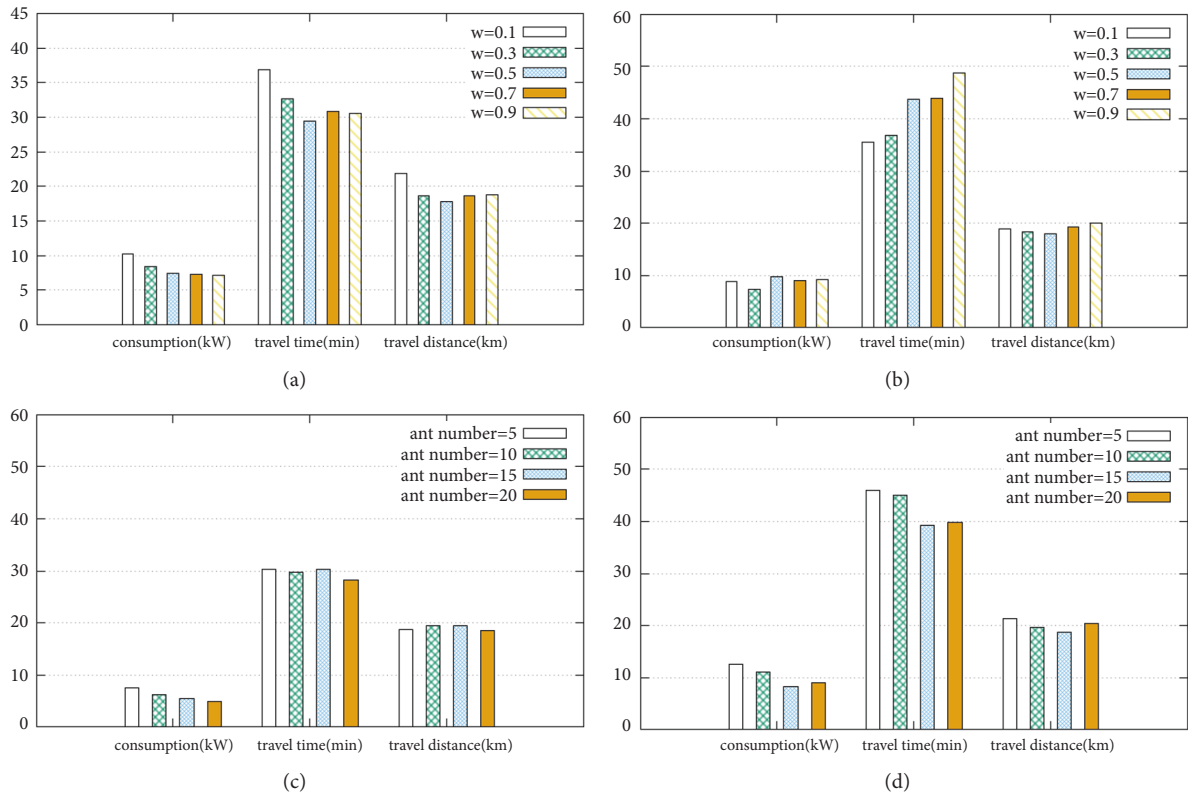 45
40
35
30
25
20
15
10
5
0
w=0.1
w=0.3
w=0.5
w=0.7
w=0.9
consumption(kW) travel time(min) travel distance(km)
(a)
60
50
40
30
20
10
0
w=0.1
w=0.3
w=0.5
w=0.7
w=0.9
consumption(kW) travel time(min) travel distance(km)
(b)
60
50
40
30
20
10
0
ant number=5
ant number=10
ant number=15
ant number=20
consumption(kW) travel time(min) travel distance(km)
(c)
60
50
40
30
20
10
0
ant number=5
ant number=10
ant number=15
ant number=20
consumption(kW) travel time(min) travel distance(km)
(d)